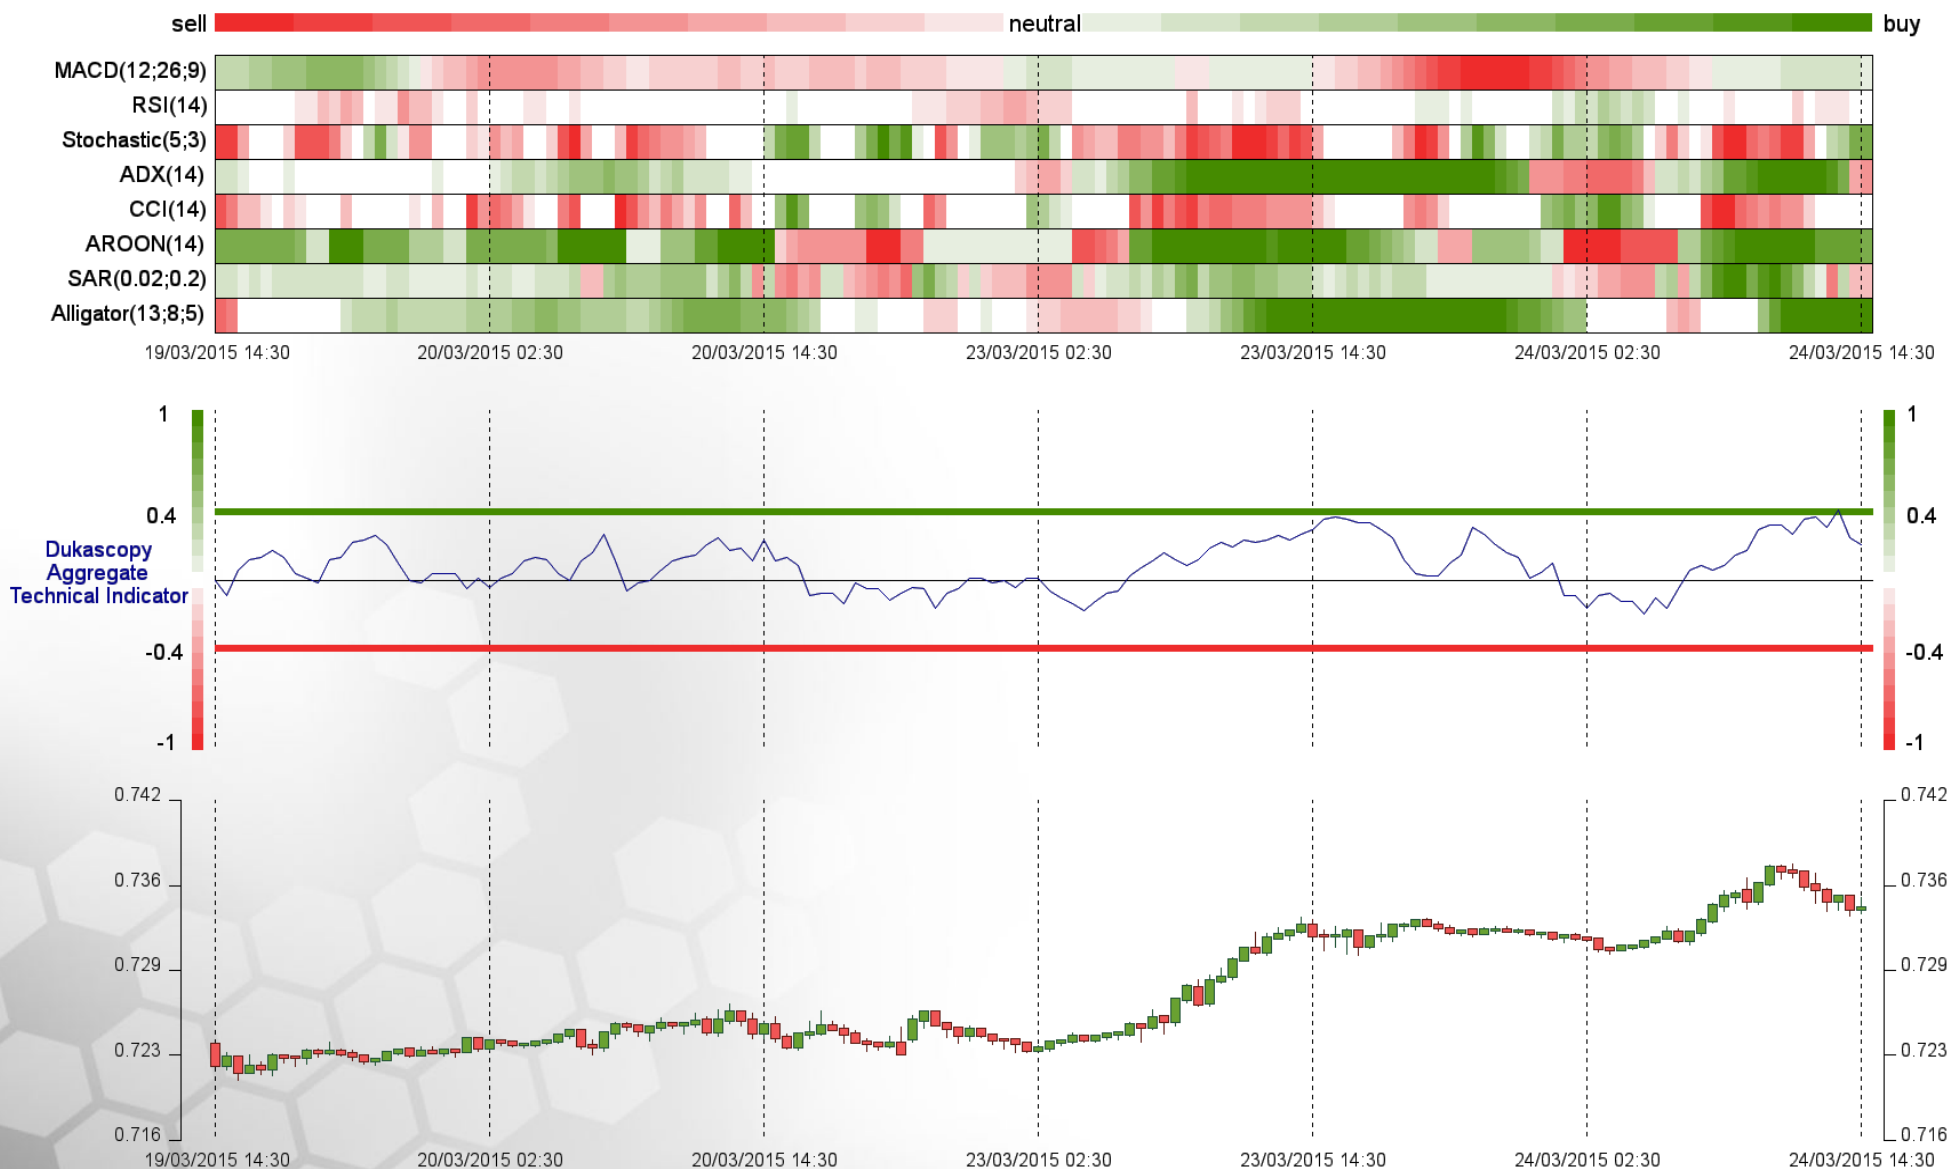 sell neutral buy
MACD(12;26;9)
RSI(14)
Stochastic(5;3)
ADX(14)
CCI(14)
AROON(14)
SAR(0.02;0.2)
Alligator(13;8;5)
19/03/2015 14:30 20/03/2015 02:30 20/03/2015 14:30 23/03/2015 02:30 23/03/2015 14:30 24/03/2015 02:30 24/03/2015 14:30
1 1
0.4 0.4
Dukascopy
Aggregate
Technical Indicator
-0.4 -0.4
-1 -1
0.742 0.742
0.736 0.736
0.729 0.729
0.723 0.723
0.716 0.716
19/03/2015 14:30 20/03/2015 02:30 20/03/2015 14:30 23/03/2015 02:30 23/03/2015 14:30 24/03/2015 02:30 24/03/2015 14:30